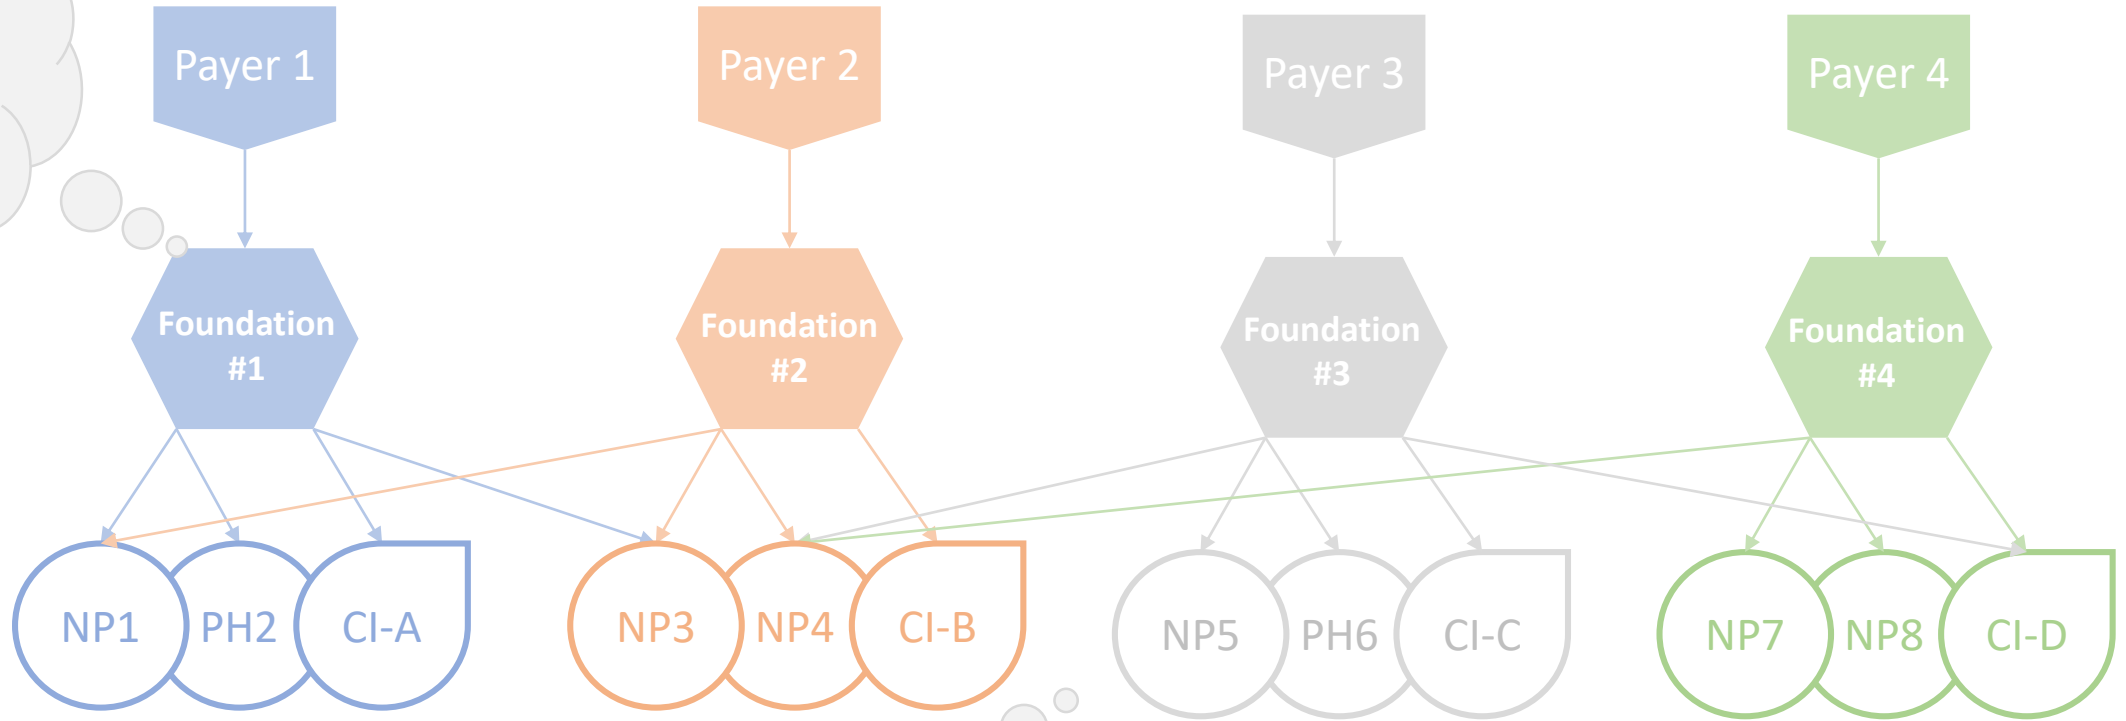 Payer 1
Payer 2
Payer 3
Payer 4
Foundation
#1
Foundation
#2
Foundation
#3
Foundation
#4
NP1
PH2
CI-A
NP3
NP4
CI-B
NP5
PH6
CI-C
NP7
NP8
CI-D